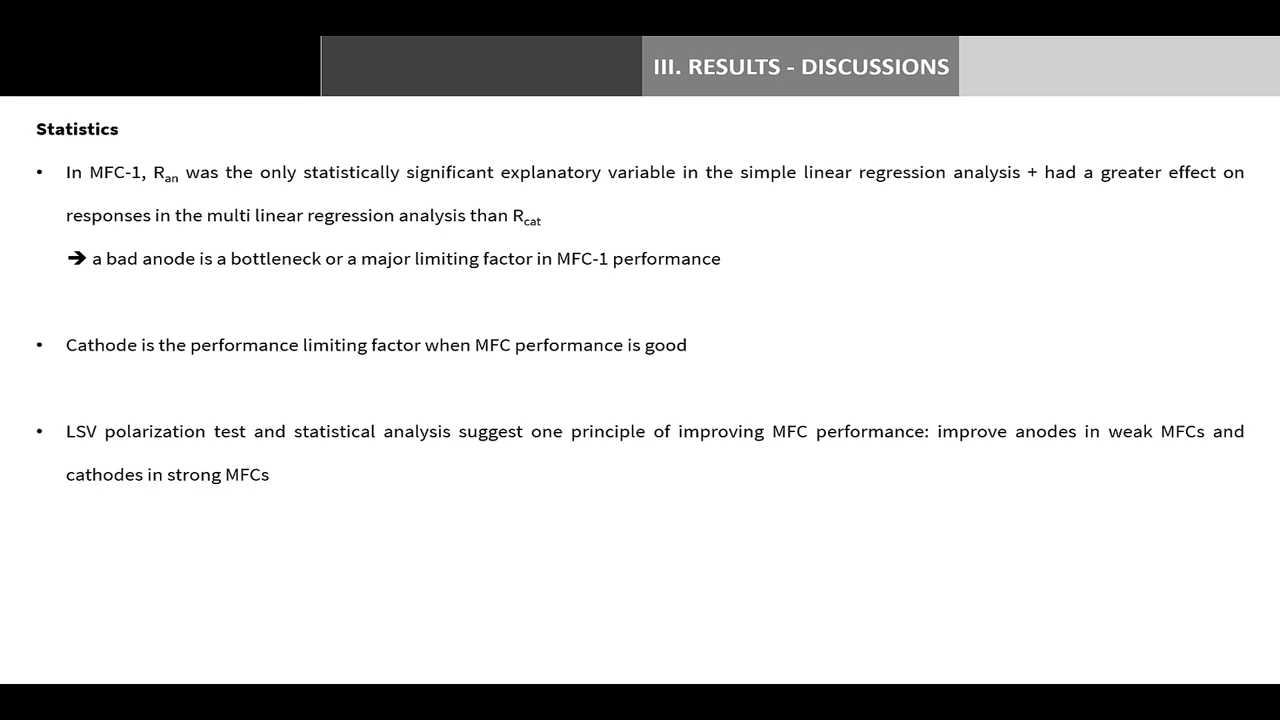 III. RESULTS - DISCUSSIONS
Statistics
• In MFC-1, Ran was the only statistically significant explanatory variable in the simple linear regression analysis + had a greater effect on
responses in the multi linear regression analysis than Rcat
➔ a bad anode is a bottleneck or a major limiting factor in MFC-1 performance
• Cathode is the performance limiting factor when MFC performance is good
• LSV polarization test and statistical analysis suggest one principle of improving MFC performance: improve anodes in weak MFCs and
cathodes in strong MFCs